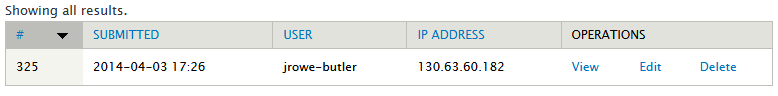 Showing all results.
# SUBMITTED USER IP ADDRESS OPERATIONS
325 2014-04-03 17:26 jrowe-butler 130.63.60.182 View Edit Delete